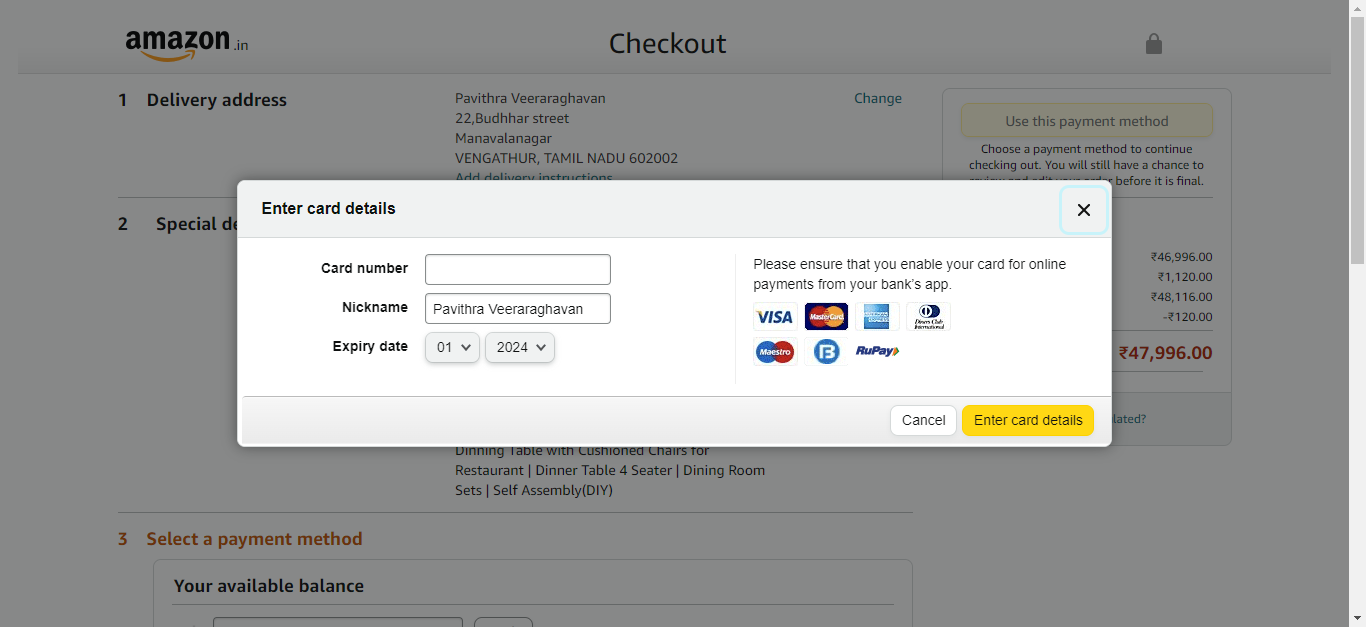 amazon.in
Checkout
1 Delivery address
Pavithra Veeraraghavan
22,Budhhar street
Manavalanagar
VENGATHUR, TAMIL NADU 602002
Add delivery instructions
Change
Use this payment method
Choose a payment method to continue
checking out. You will still have a chance to
review and edit your order before it is final.
2 Special de
₹46,996.00
₹1,120.00
₹48,116.00
-₹120.00
₹47,996.00
lated?
Enter card details
Card number
Nickname
Pavithra Veeraraghavan
Expiry date
01
2024
Please ensure that you enable your card for online
payments from your bank's app.
VISA
MasterCard
AMERICAN EXPRESS
Diners Club
International
Maestro
RuPay
Cancel
Enter card details
Dinning Table with Cushioned Chairs for
Restaurant | Dinner Table 4 Seater | Dining Room
Sets | Self Assembly(DIY)
3 Select a payment method
Your available balance